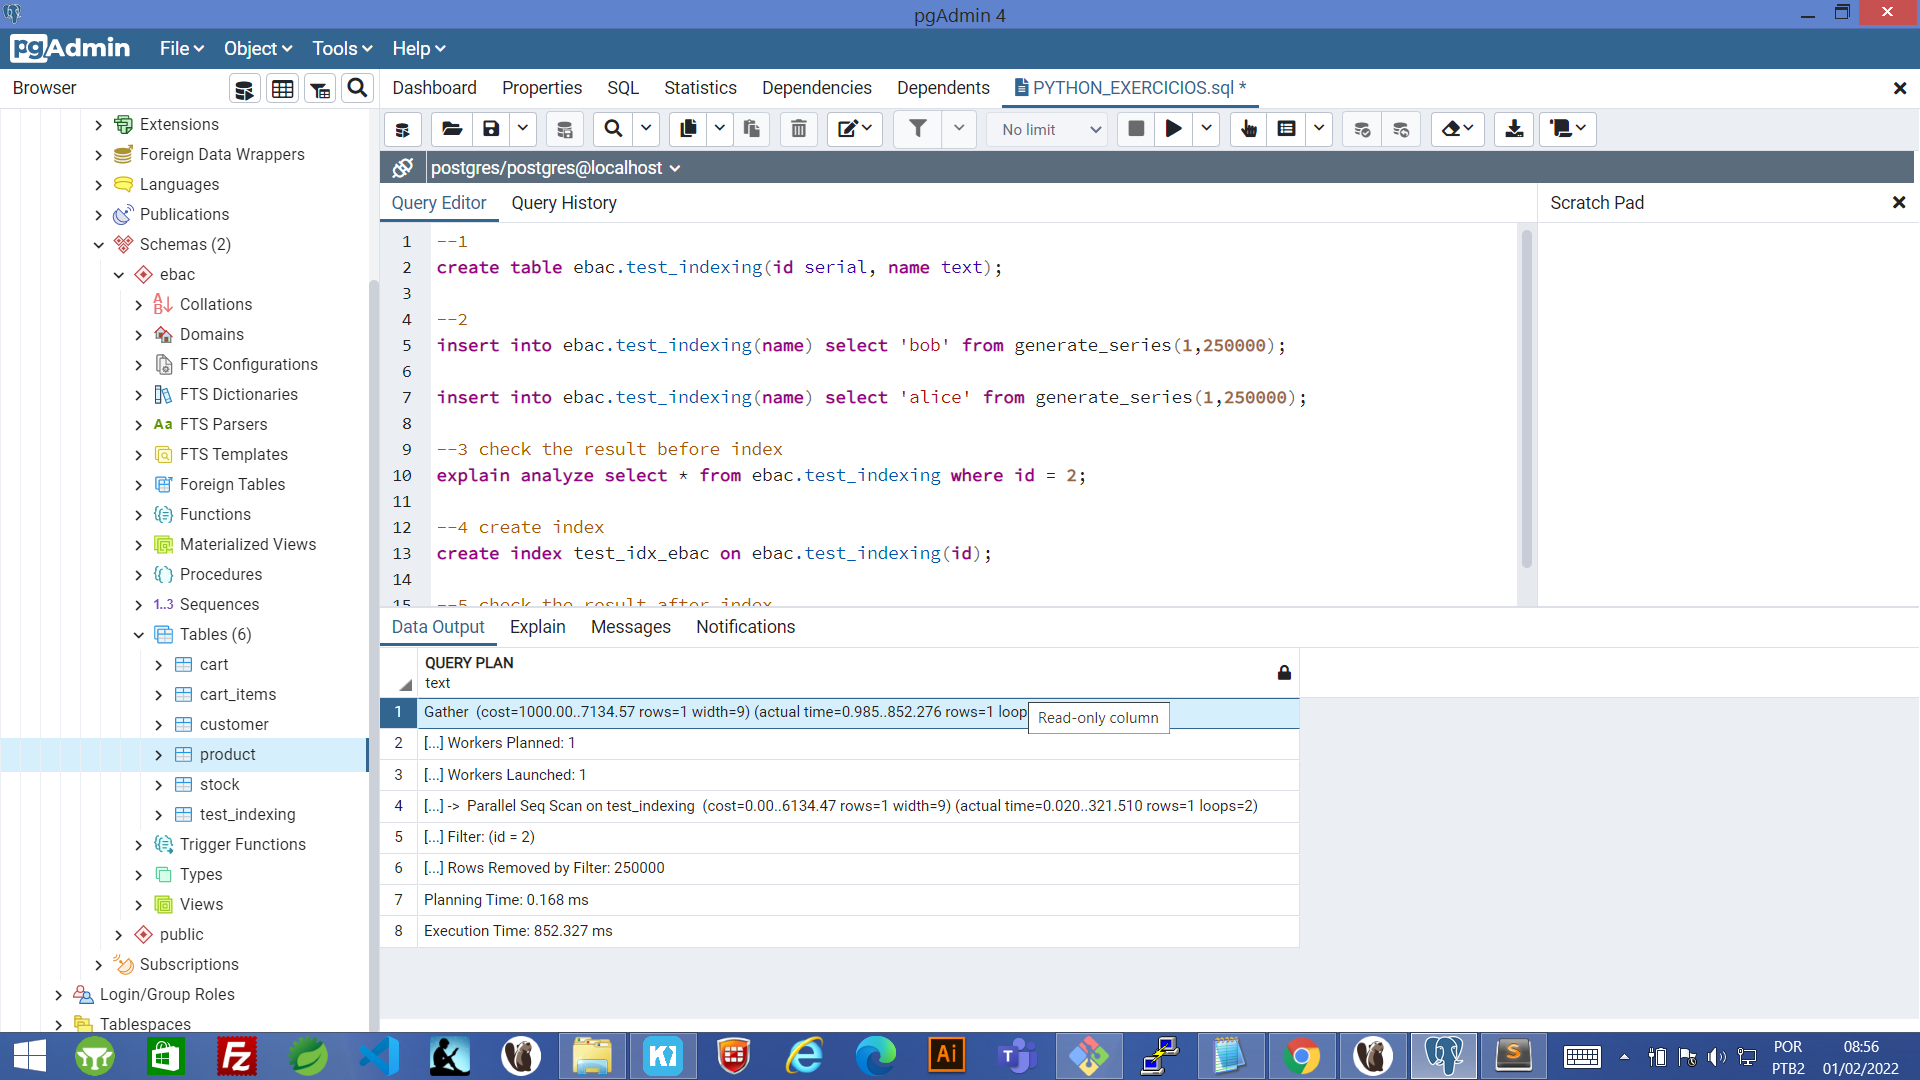 pgAdmin 4
pgAdmin File Object Tools Help
Browser
Dashboard Properties SQL Statistics Dependencies Dependents PYTHON_EXERCICIOS.sql *
No limit
postgres/postgres@localhost
Query Editor Query History
Scratch Pad
Extensions
Foreign Data Wrappers
Languages
Publications
Schemas (2)
ebac
Collations
Domains
FTS Configurations
FTS Dictionaries
Aa FTS Parsers
FTS Templates
Foreign Tables
Functions
Materialized Views
Procedures
1..3 Sequences
Tables (6)
cart
cart_items
customer
product
stock
test_indexing
Trigger Functions
Types
Views
public
Subscriptions
Login/Group Roles
Tablespaces
1 --1
2 create table ebac.test_indexing(id serial, name text);
3
4 --2
5 insert into ebac.test_indexing(name) select 'bob' from generate_series(1,250000);
6
7 insert into ebac.test_indexing(name) select 'alice' from generate_series(1,250000);
8
9 --3 check the result before index
10 explain analyze select * from ebac.test_indexing where id = 2;
11
12 --4 create index
13 create index test_idx_ebac on ebac.test_indexing(id);
14
15 --5 check the result after index
Data Output Explain Messages Notifications
QUERY PLAN
text
1 Gather (cost=1000.00..7134.57 rows=1 width=9) (actual time=0.985..852.276 rows=1 loop
Read-only column
2 [...] Workers Planned: 1
3 [...] Workers Launched: 1
4 [...] -> Parallel Seq Scan on test_indexing (cost=0.00..6134.47 rows=1 width=9) (actual time=0.020..321.510 rows=1 loops=2)
5 [...] Filter: (id = 2)
6 [...] Rows Removed by Filter: 250000
7 Planning Time: 0.168 ms
8 Execution Time: 852.327 ms
Fz
Ai
S
POR
PTB2
08:56
01/02/2022